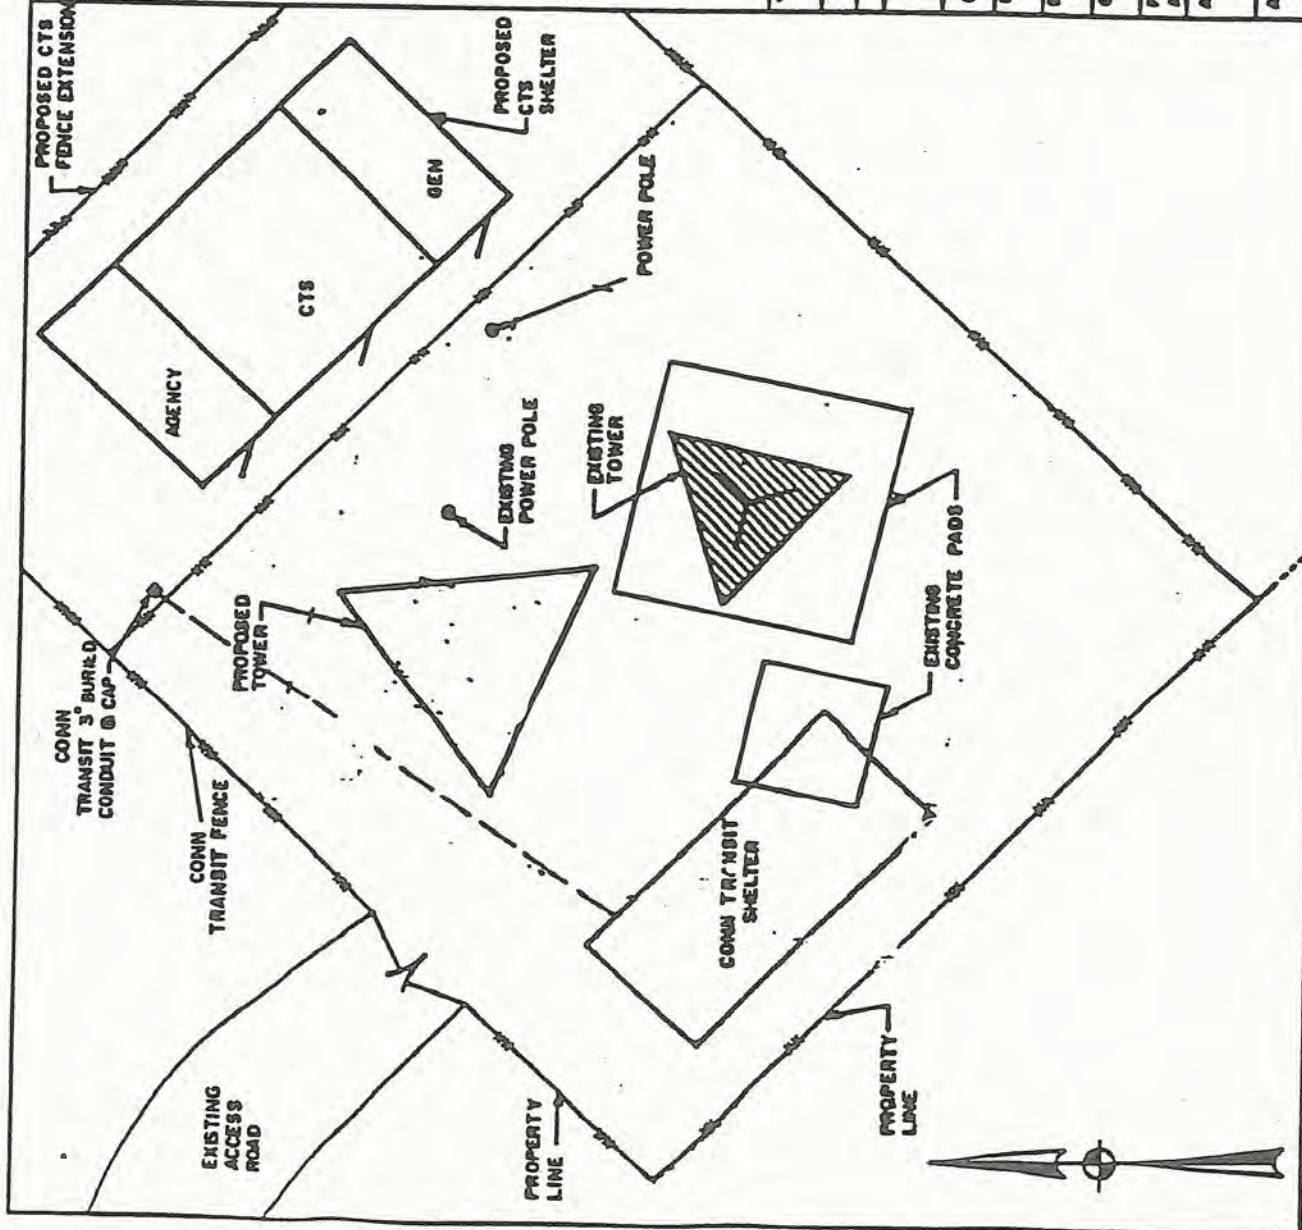 PROPOSED CTS
FENCE EXTENSION
PROPOSED
CTS
SHELTER
AGENCY
CTS
GEN
POWER POLE
EXISTING
POWER POLE
EXISTING
TOWER
PROPOSED
TOWER
CONN
TRANSIT 3" BURIED
CONDUIT @ CAP
CONN
TRANSIT FENCE
EXISTING
CONCRETE PADS
CONN TRANSIT
SHELTER
EXISTING
ACCESS
ROAD
PROPERTY
LINE
PROPERTY
LINE